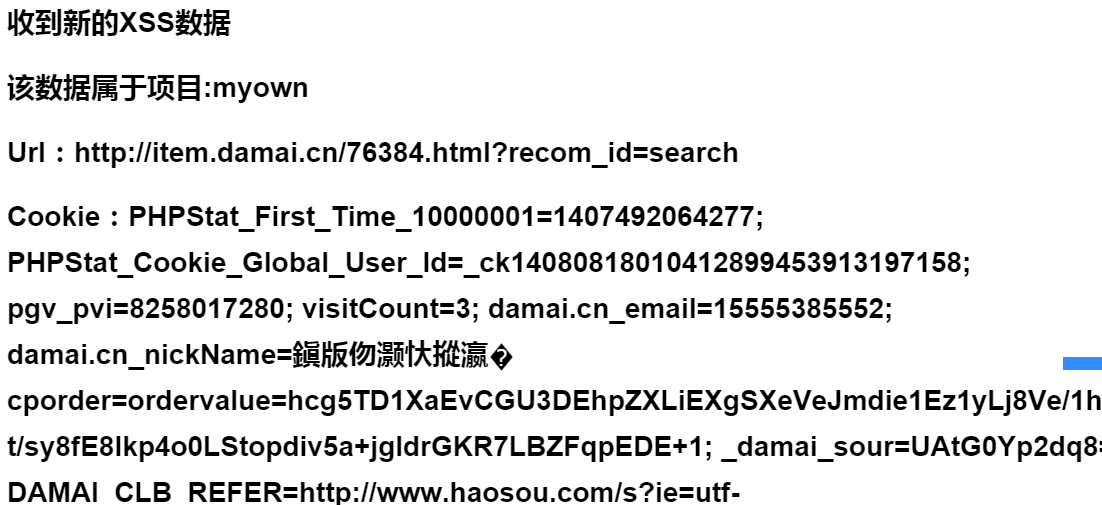 收到新的XSS数据
该数据属于项目:myown
Url：http://item.damai.cn/76384.html?recom_id=search
Cookie：PHPStat_First_Time_10000001=1407492064277;
PHPStat_Cookie_Global_User_Id=_ck14080818010412899453913197158;
pgv_pvi=8258017280; visitCount=3; damai.cn_email=15555385552;
damai.cn_nickName=鎭版伆灏忕摐瀛�
cporder=ordervalue=hcg5TD1XaEvCGU3DEhpZXLiEXgSXeVeJmdie1Ez1yLj8Ve/1h
t/sy8fE8lkp4o0LStopdiv5a+jgldrGKR7LBZFqpEDE+1; _damai_sour=UAtG0Yp2dq8=
DAMAI_CLB_REFER=http://www.haosou.com/s?ie=utf-